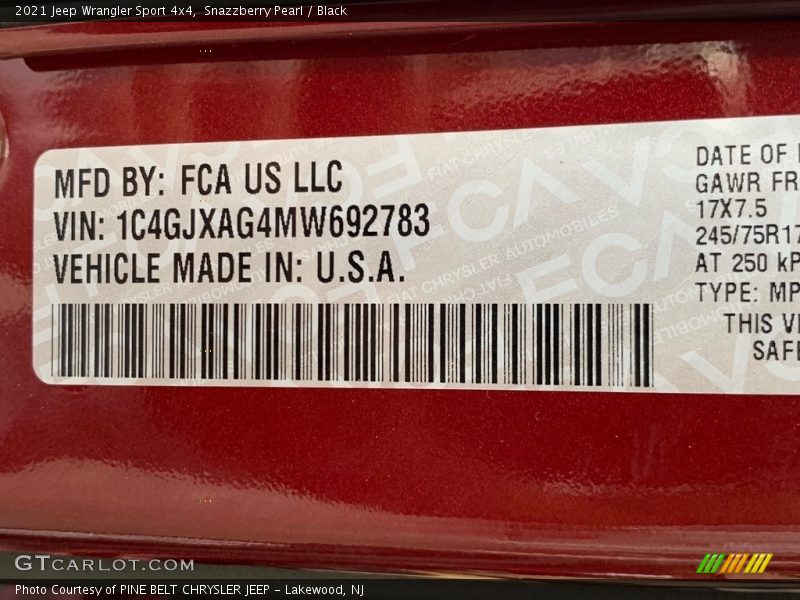 2021 Jeep Wrangler Sport 4x4, Snazzberry Pearl / Black
MFD BY: FCA US LLC
VIN: 1C4GJXAG4MW692783
VEHICLE MADE IN: U.S.A.
DATE OF
GAWR FR
17X7.5
245/75R17
AT 250 kP
TYPE: MP
THIS VE
SAFE
GTCARLOT.COM
Photo Courtesy of PINE BELT CHRYSLER JEEP - Lakewood, NJ